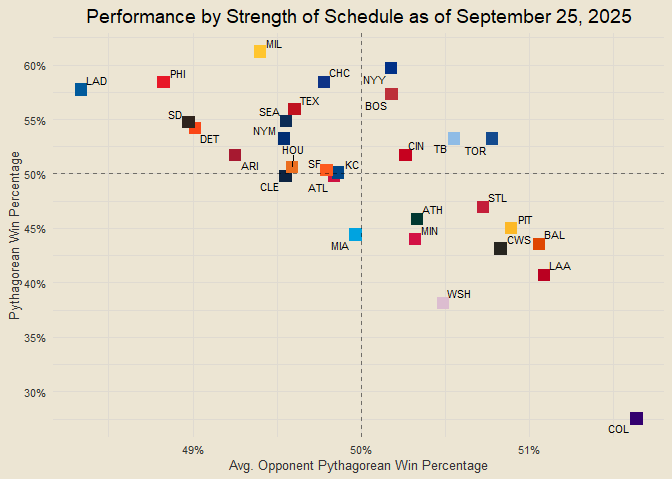 Performance by Strength of Schedule as of September 25, 2025
Pythagorean Win Percentage
60%
55%
50%
45%
40%
35%
30%
MIL
LAD
PHI
CHC
NYY
BOS
TEX
SEA
SD
DET
NYM
HOU
ARI
SF
KC
CLE
ATL
CIN
TB
TOR
STL
ATH
PIT
MIN
CWS
BAL
MIA
LAA
WSH
COL
49%
50%
51%
Avg. Opponent Pythagorean Win Percentage